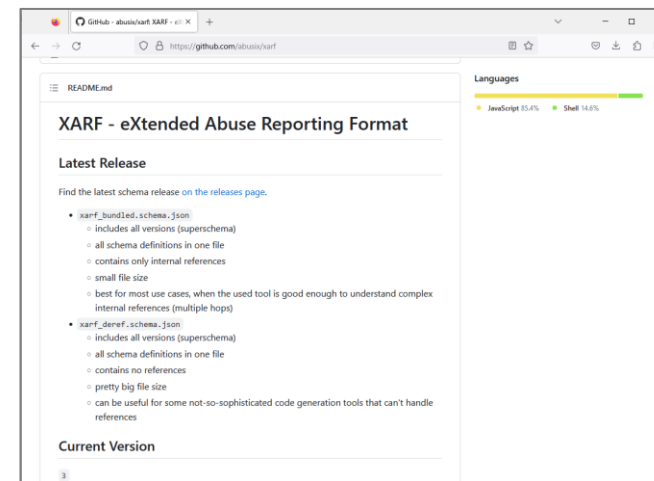 GitHub - abusix/xarf: XARF - eXt
https://github.com/abusix/xarf
README.md
Languages
JavaScript 85.4% Shell 14.6%
XARF - eXtended Abuse Reporting Format
Latest Release
Find the latest schema release on the releases page.
xarf_bundled.schema.json
includes all versions (superschema)
all schema definitions in one file
contains only internal references
small file size
best for most use cases, when the used tool is good enough to understand complex
internal references (multiple hops)
xarf_deref.schema.json
includes all versions (superschema)
all schema definitions in one file
contains no references
pretty big file size
can be useful for some not-so-sophisticated code generation tools that can't handle
references
Current Version
3